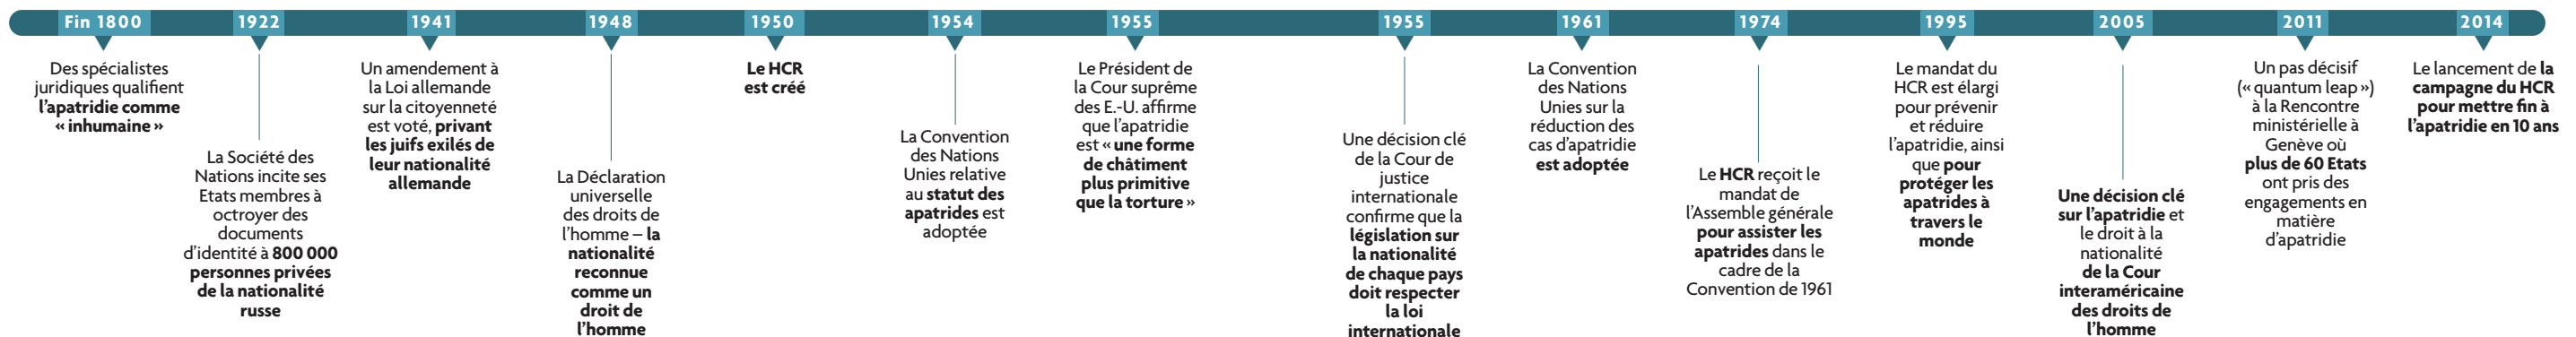 Fin 1800
Des spécialistes
juridiques qualifient
l'apatridie comme
« inhumaine »
1922
La Société des
Nations incite ses
Etats membres à
octroyer des
documents
d'identité à 800 000
personnes privées
de la nationalité
russe
1941
Un amendement à
la Loi allemande
sur la citoyenneté
est voté, privant
les juifs exilés de
leur nationalité
allemande
1948
La Déclaration
universelle
des droits de
l'homme – la
nationalité
reconnue
comme un
droit de
l'homme
1950
Le HCR
est créé
1954
La Convention
des Nations
Unies relative
au statut des
apatrides est
adoptée
1955
Le Président de
la Cour suprême
des E.-U. affirme
que l'apatridie
est « une forme
de châtiment
plus primitive
que la torture »
1955
Une décision clé
de la Cour de
justice
internationale
confirme que la
législation sur
la nationalité
de chaque pays
doit respecter
la loi
internationale
1961
La Convention
des Nations
Unies sur la
réduction des
cas d'apatridie
est adoptée
1974
Le HCR reçoit le
mandat de
l'Assemble générale
pour assister les
apatrides dans le
cadre de la
Convention de 1961
1995
Le mandat du
HCR est élargi
pour prévenir
et réduire
l'apatridie, ainsi
que pour
protéger les
apatrides à
travers le
monde
2005
Une décision clé
sur l'apatridie et
le droit à la
nationalité
de la Cour
interaméricaine
des droits de
l'homme
2011
Un pas décisif
(« quantum leap »)
à la Rencontre
ministérielle à
Genève où
plus de 60 Etats
ont pris des
engagements en
matière
d'apatridie
2014
Le lancement de la
campagne du HCR
pour mettre fin à
l'apatridie en 10 ans